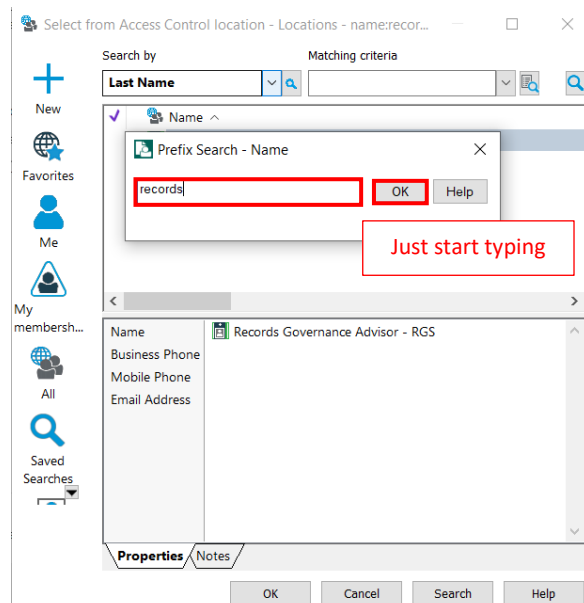 Select from Access Control location - Locations - name:recor...
Search by
Matching criteria
Last Name
New
Name
Prefix Search - Name
records
OK
Help
Just start typing
Favorites
Me
My
membersh...
All
Saved
Searches
Name
Records Governance Advisor - RGS
Business Phone
Mobile Phone
Email Address
Properties
Notes
OK
Cancel
Search
Help